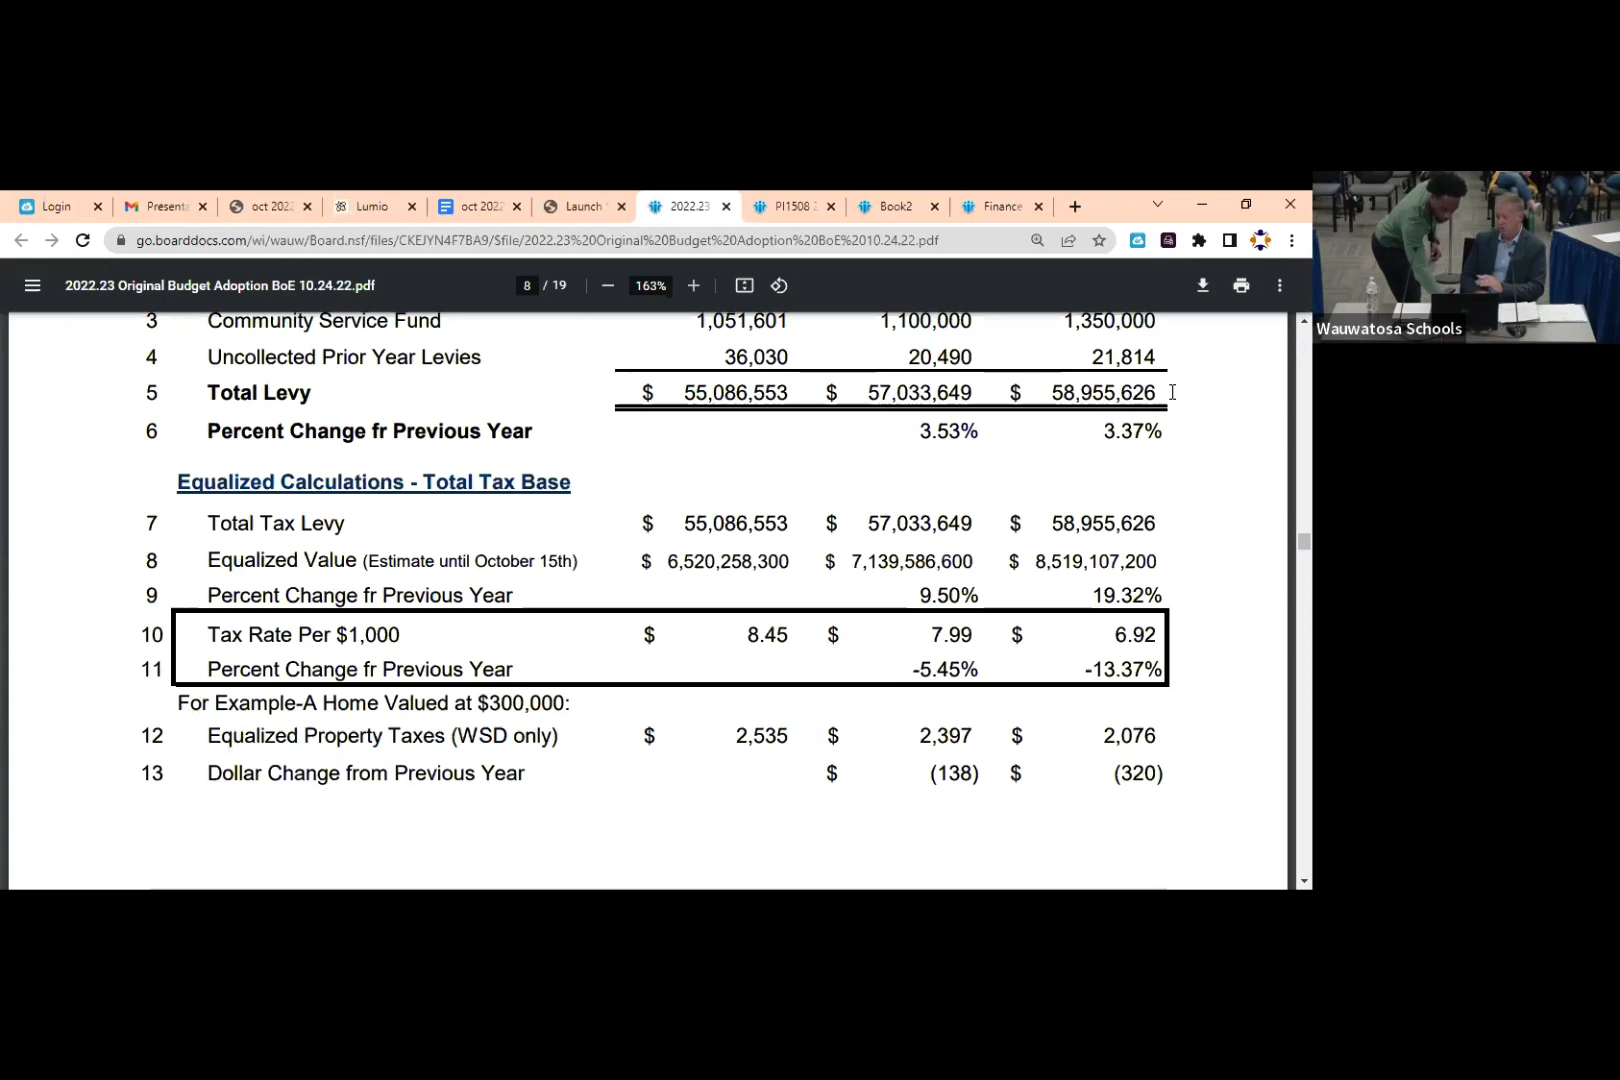 Login
Present
oct 202
Lumio
oct 202
Launch
2022.23
PI1508 2
Book2
Finance
go.boarddocs.com/wi/wauw/Board.nsf/files/CKEJYN4F7BA9/$file/2022.23%20Original%20Budget%20Adoption%20BoE%2010.24.22.pdf
2022.23 Original Budget Adoption BoE 10.24.22.pdf 8 / 19 163%
Wauwatosa Schools
3 Community Service Fund 1,051,601 1,100,000 1,350,000
4 Uncollected Prior Year Levies 36,030 20,490 21,814
5 Total Levy $ 55,086,553 $ 57,033,649 $ 58,955,626
6 Percent Change fr Previous Year 3.53% 3.37%
Equalized Calculations - Total Tax Base
7 Total Tax Levy $ 55,086,553 $ 57,033,649 $ 58,955,626
8 Equalized Value (Estimate until October 15th) $ 6,520,258,300 $ 7,139,586,600 $ 8,519,107,200
9 Percent Change fr Previous Year 9.50% 19.32%
10 Tax Rate Per $1,000 $ 8.45 $ 7.99 $ 6.92
11 Percent Change fr Previous Year -5.45% -13.37%
For Example-A Home Valued at $300,000:
12 Equalized Property Taxes (WSD only) $ 2,535 $ 2,397 $ 2,076
13 Dollar Change from Previous Year $ (138) $ (320)